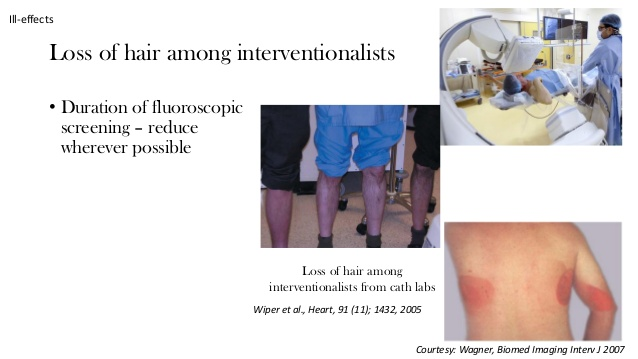 Ill-effects
Loss of hair among interventionalists
• Duration of fluoroscopic
screening – reduce
wherever possible
Loss of hair among
interventionalists from cath labs
Wiper et al., Heart, 91 (11); 1432, 2005
Courtesy: Wagner, Biomed Imaging Interv J 2007